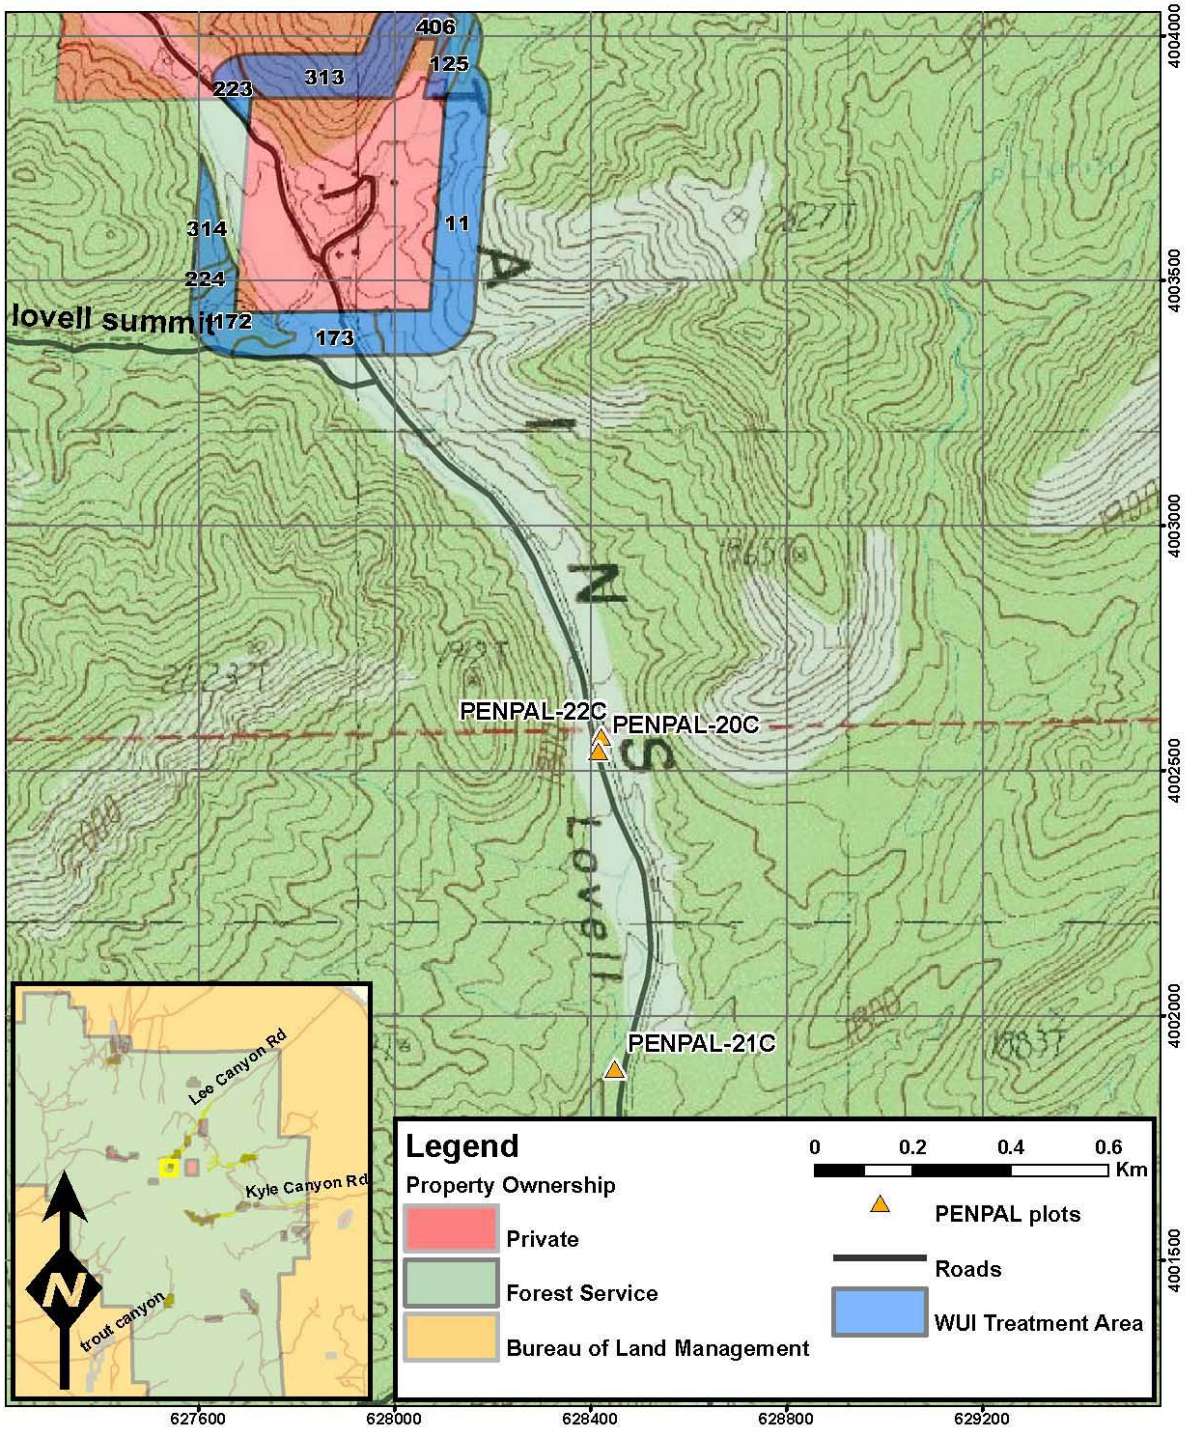 406
4004000
125
313
223
314
11
224
A
4003500
lovell summit
172
173
I
4003000
N
PENPAL-22C
PENPAL-20C
S
4002500
2000
Lovell
4002000
1800
1883T
PENPAL-21C
Lee Canyon Rd
Kyle Canyon Rd
trout canyon
N
Legend
Property Ownership
Private
Forest Service
Bureau of Land Management
0 0.2 0.4 0.6
Km
PENPAL plots
Roads
WUI Treatment Area
4001500
627600 628000 628400 628800 629200